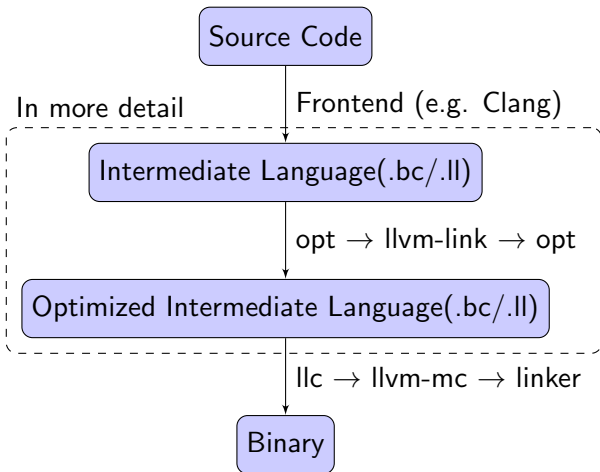 Source Code
Frontend (e.g. Clang)
In more detail
Intermediate Language(.bc/.ll)
opt → llvm-link → opt
Optimized Intermediate Language(.bc/.ll)
llc → llvm-mc → linker
Binary